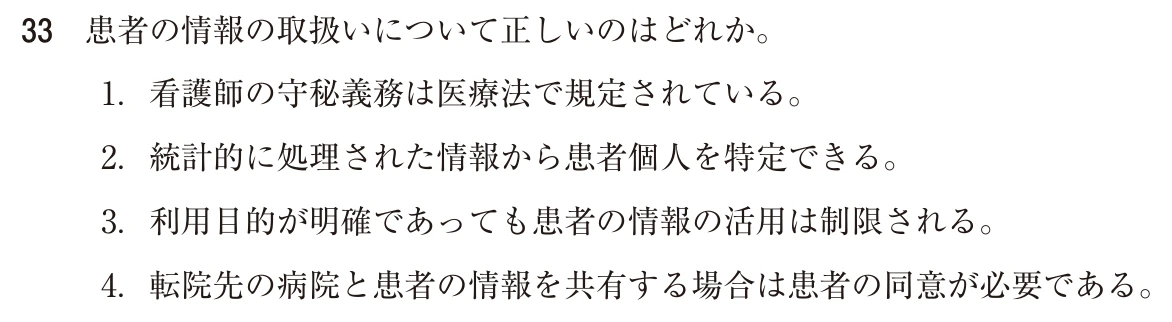 33 患者の情報の取扱いについて正しいのはどれか。
1. 看護師の守秘義務は医療法で規定されている。
2. 統計的に処理された情報から患者個人を特定できる。
3. 利用目的が明確であっても患者の情報の活用は制限される。
4. 転院先の病院と患者の情報を共有する場合は患者の同意が必要である。